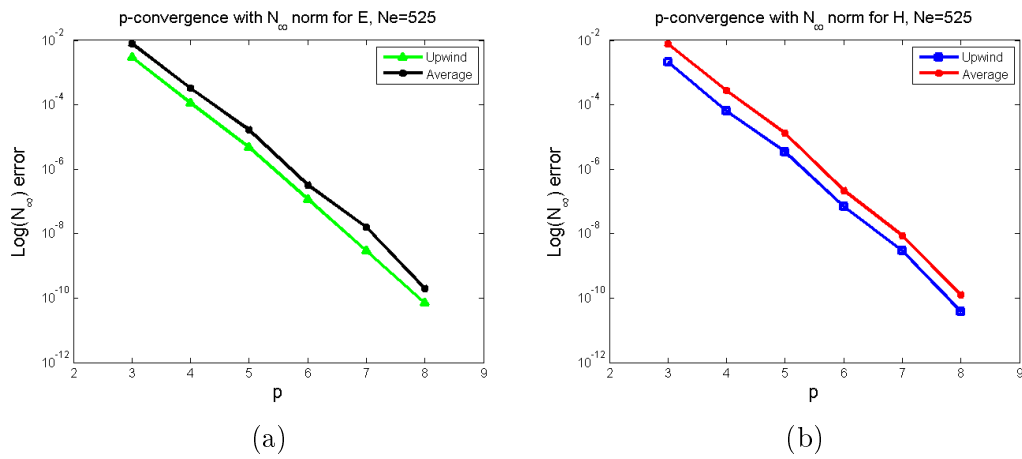 p-convergence with N∞ norm for E, Ne=525
Upwind
Average
Log(N∞) error
10^-2
10^-4
10^-6
10^-8
10^-10
10^-12
2 3 4 5 6 7 8 9
p
(a)
p-convergence with N∞ norm for H, Ne=525
Upwind
Average
Log(N∞) error
10^-2
10^-4
10^-6
10^-8
10^-10
10^-12
2 3 4 5 6 7 8 9
p
(b)